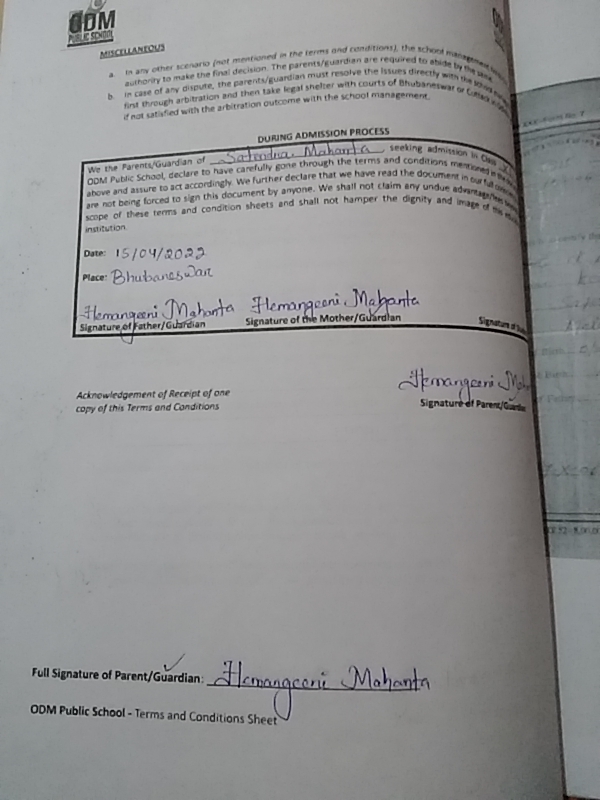 ODM
PUBLIC SCHOOL
MISCELLANEOUS
a. In any other scenario (not mentioned in the terms and conditions), the school management
authority to make the final decision. The parents/guardian are required to abide by the same.
b. In case of any dispute, the parents/guardian must resolve the issues directly with the school
first through arbitration and then take legal shelter with courts of Bhubaneswar or Cuttack
if not satisfied with the arbitration outcome with the school management.
DURING ADMISSION PROCESS
We the Parents/Guardian of Satendra Mahanta seeking admission in Class
ODM Public School, declare to have carefully gone through the terms and conditions mentioned in the
above and assure to act accordingly. We further declare that we have read the document in our full
are not being forced to sign this document by anyone. We shall not claim any undue advantage
scope of these terms and condition sheets and shall not hamper the dignity and image of
institution.
Date: 15/04/2022
Place: Bhubaneswar
Hemangeeni Mahanta Hemangeeni Mahanta
Signature of Father/Guardian Signature of the Mother/Guardian Signature of
Hemangeeni
Acknowledgement of Receipt of one
copy of this Terms and Conditions
Signature of Parent/Guardian
Full Signature of Parent/Guardian: Hemangeeni Mahanta
ODM Public School - Terms and Conditions Sheet